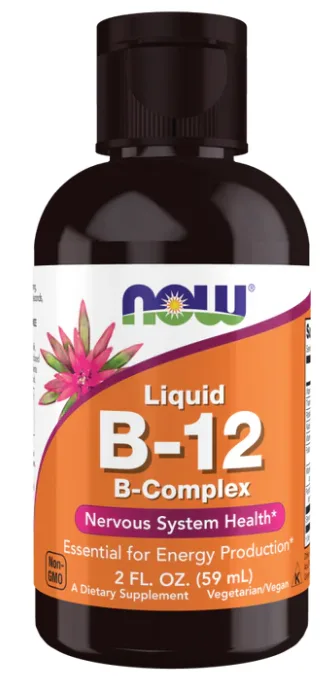 NOW®
Liquid
B-12
B-Complex
Nervous System Health*
Essential for Energy Production*
Non-
GMO
2 FL. OZ. (59 mL)
A Dietary Supplement Vegetarian/Vegan
K